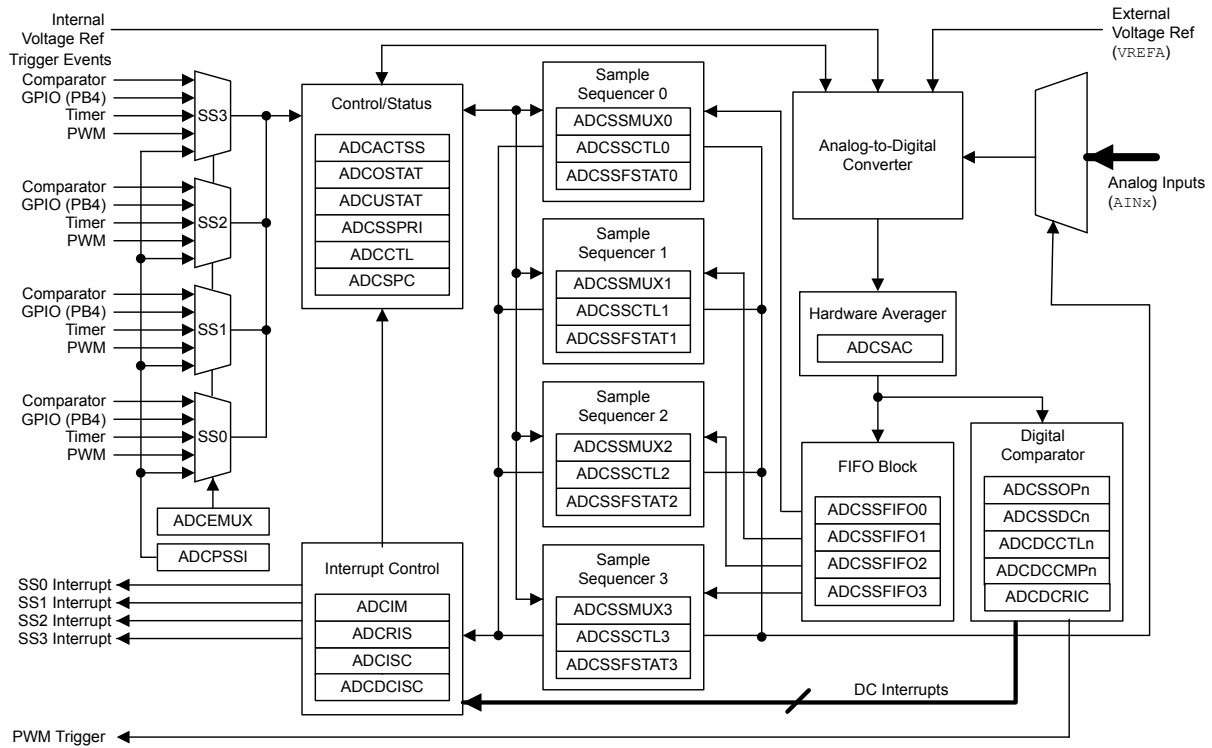 Internal
Voltage Ref
External
Voltage Ref
(VREFA)
Trigger Events
Comparator
GPIO (PB4)
Timer
PWM
SS3
Comparator
GPIO (PB4)
Timer
PWM
SS2
Comparator
GPIO (PB4)
Timer
PWM
SS1
Comparator
GPIO (PB4)
Timer
PWM
SS0
ADCEMUX
ADCPSSI
Control/Status
ADCACTSS
ADCOSTAT
ADCUSTAT
ADCSSPRI
ADCCTL
ADCSPC
Interrupt Control
ADCIM
ADCRIS
ADCISC
ADCDCISC
SS0 Interrupt
SS1 Interrupt
SS2 Interrupt
SS3 Interrupt
PWM Trigger
Sample
Sequencer 0
ADCSSMUX0
ADCSSCTL0
ADCSSFSTAT0
Sample
Sequencer 1
ADCSSMUX1
ADCSSCTL1
ADCSSFSTAT1
Sample
Sequencer 2
ADCSSMUX2
ADCSSCTL2
ADCSSFSTAT2
Sample
Sequencer 3
ADCSSMUX3
ADCSSCTL3
ADCSSFSTAT3
Analog-to-Digital
Converter
Analog Inputs
(AINx)
Hardware Averager
ADCSAC
FIFO Block
ADCSSFIFO0
ADCSSFIFO1
ADCSSFIFO2
ADCSSFIFO3
Digital
Comparator
ADCSSOPn
ADCSSDCn
ADCDCCTLn
ADCDCCMPn
ADCDCRIC
DC Interrupts